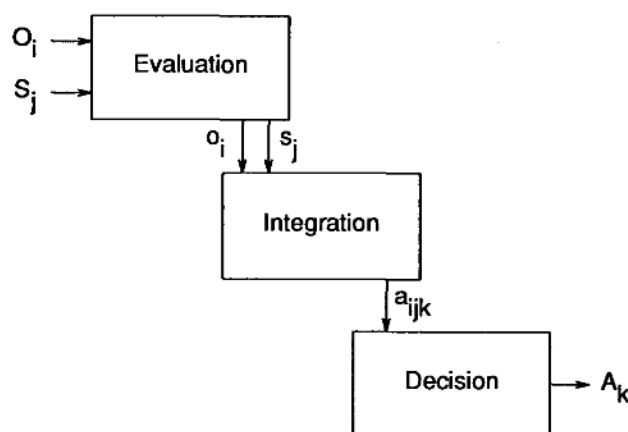 O_i
Evaluation
S_j
o_i
s_j
Integration
a_ijk
Decision
A_k